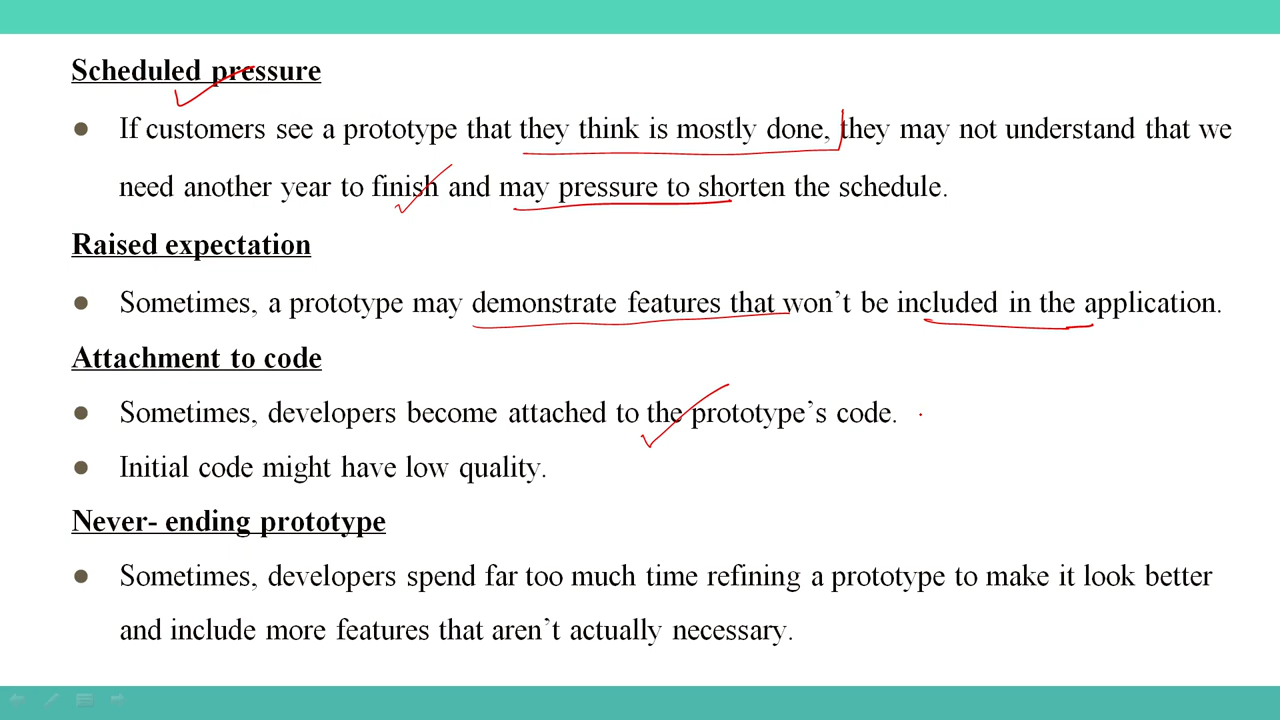 Scheduled pressure
● If customers see a prototype that they think is mostly done, they may not understand that we
need another year to finish and may pressure to shorten the schedule.
Raised expectation
● Sometimes, a prototype may demonstrate features that won’t be included in the application.
Attachment to code
● Sometimes, developers become attached to the prototype’s code.
● Initial code might have low quality.
Never- ending prototype
● Sometimes, developers spend far too much time refining a prototype to make it look better
and include more features that aren’t actually necessary.